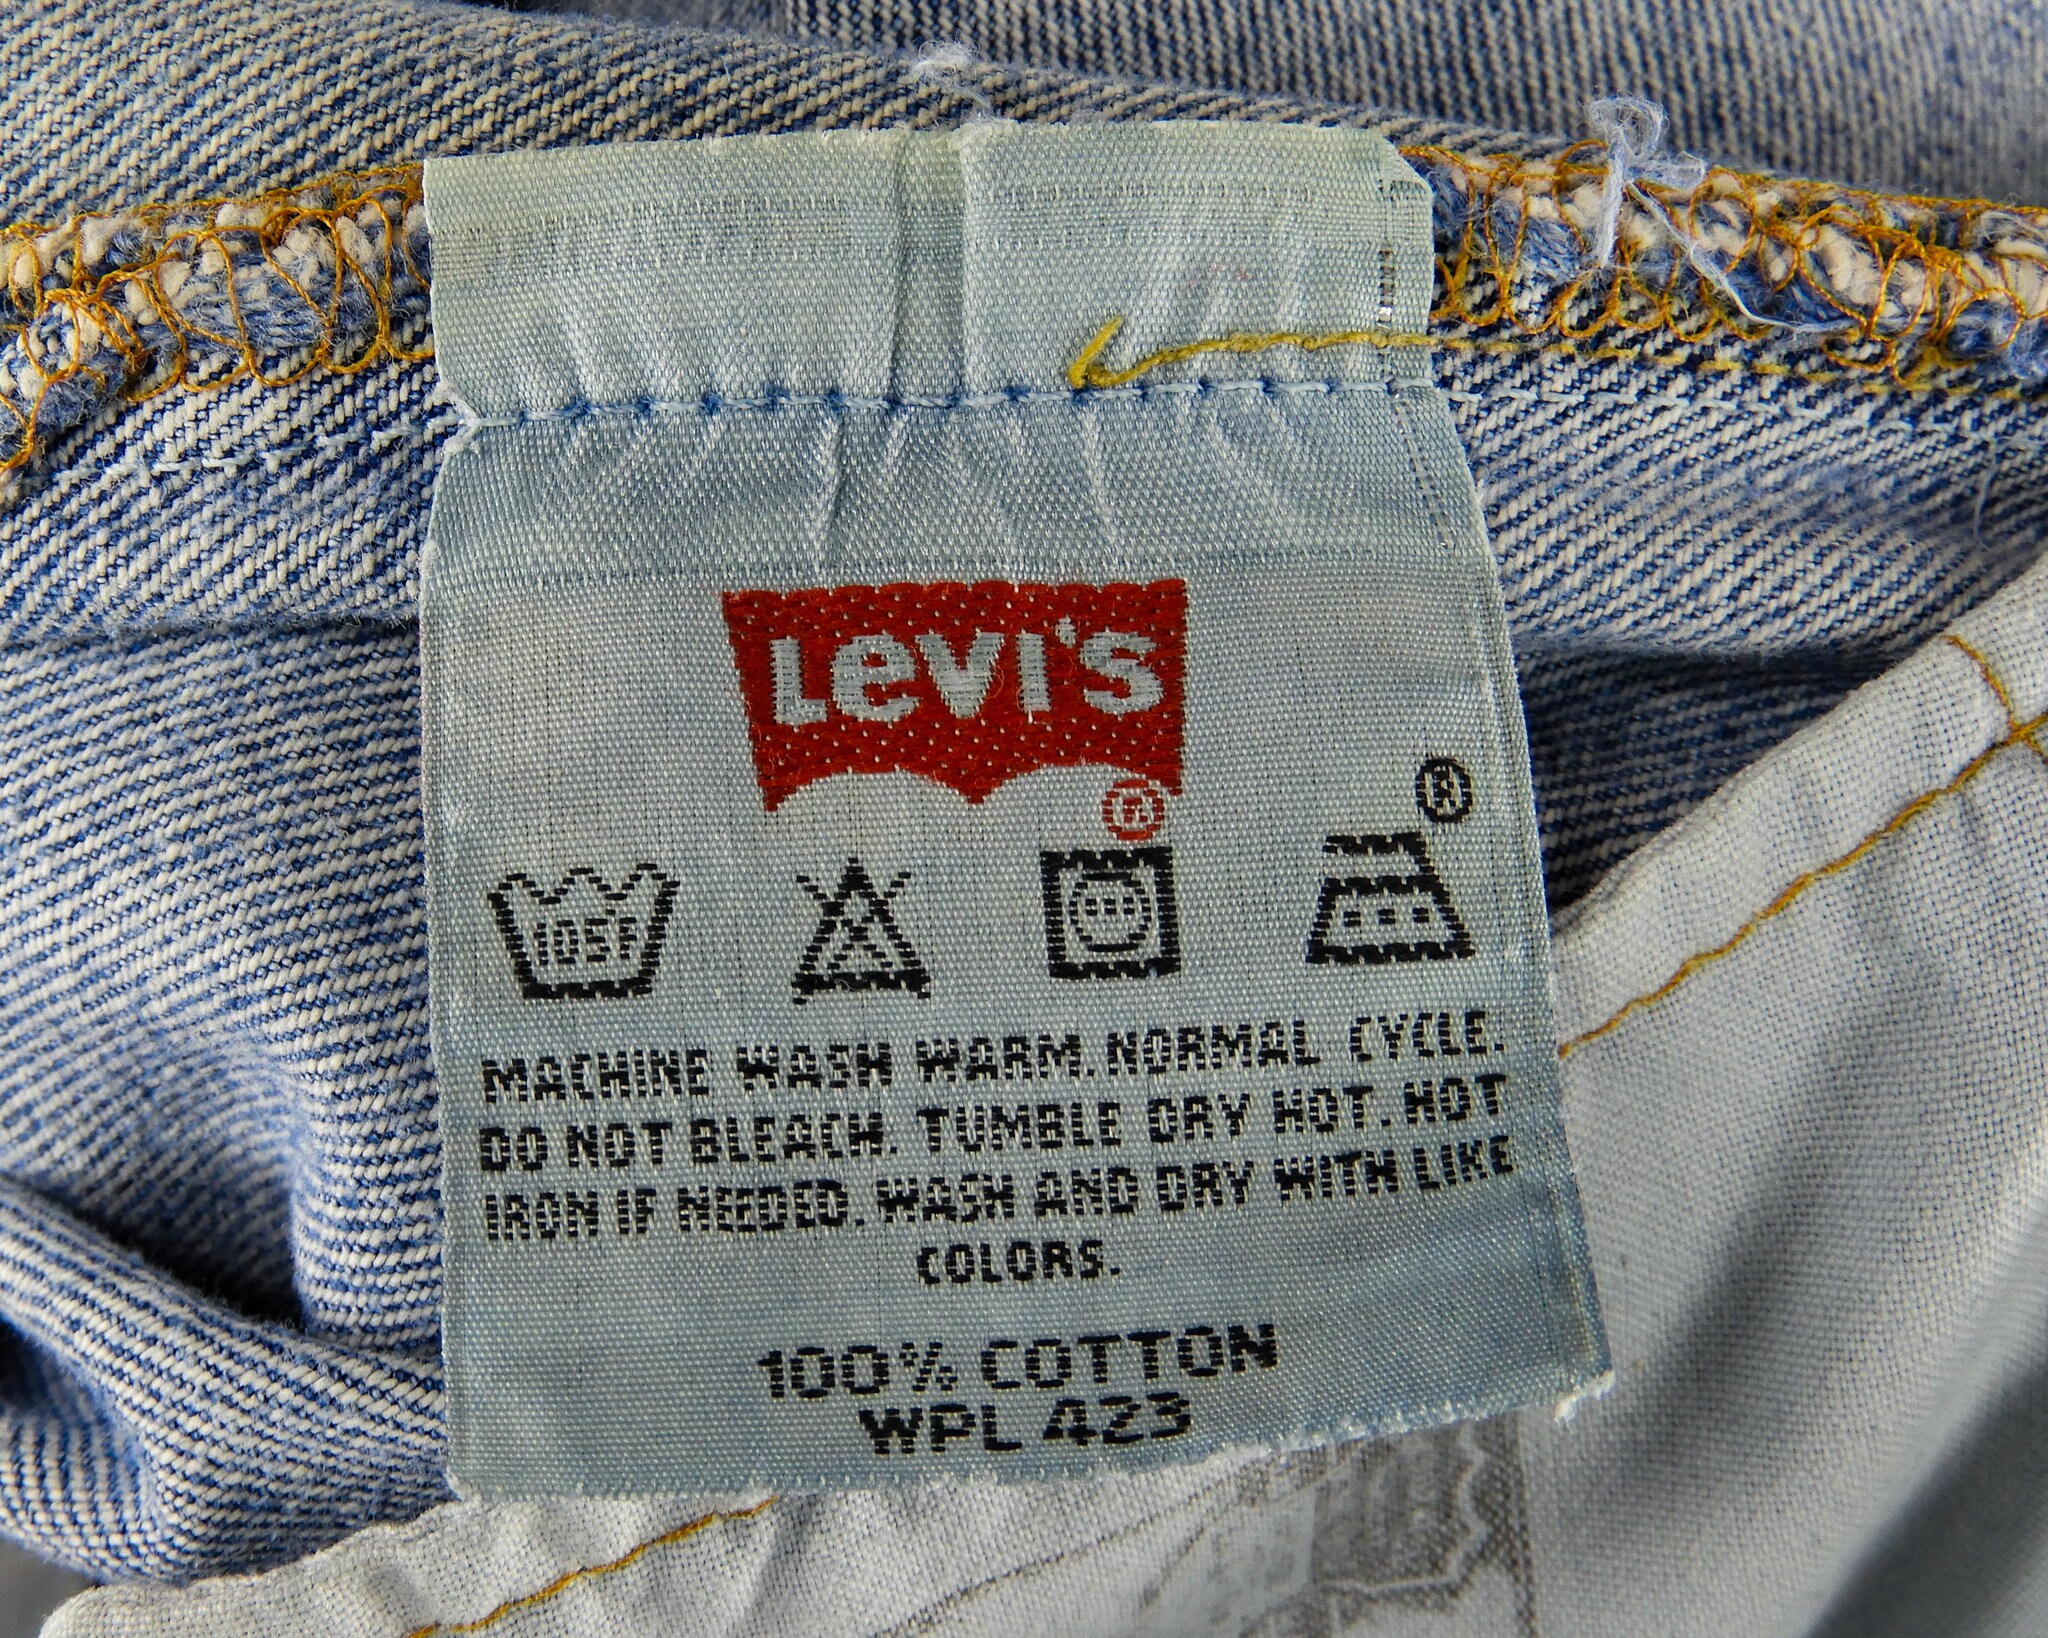 Levi's
®
®
105F
MACHINE WASH WARM. NORMAL CYCLE.
DO NOT BLEACH. TUMBLE DRY HOT. HOT
IRON IF NEEDED. WASH AND DRY WITH LIKE
COLORS.
100% COTTON
WPL 423